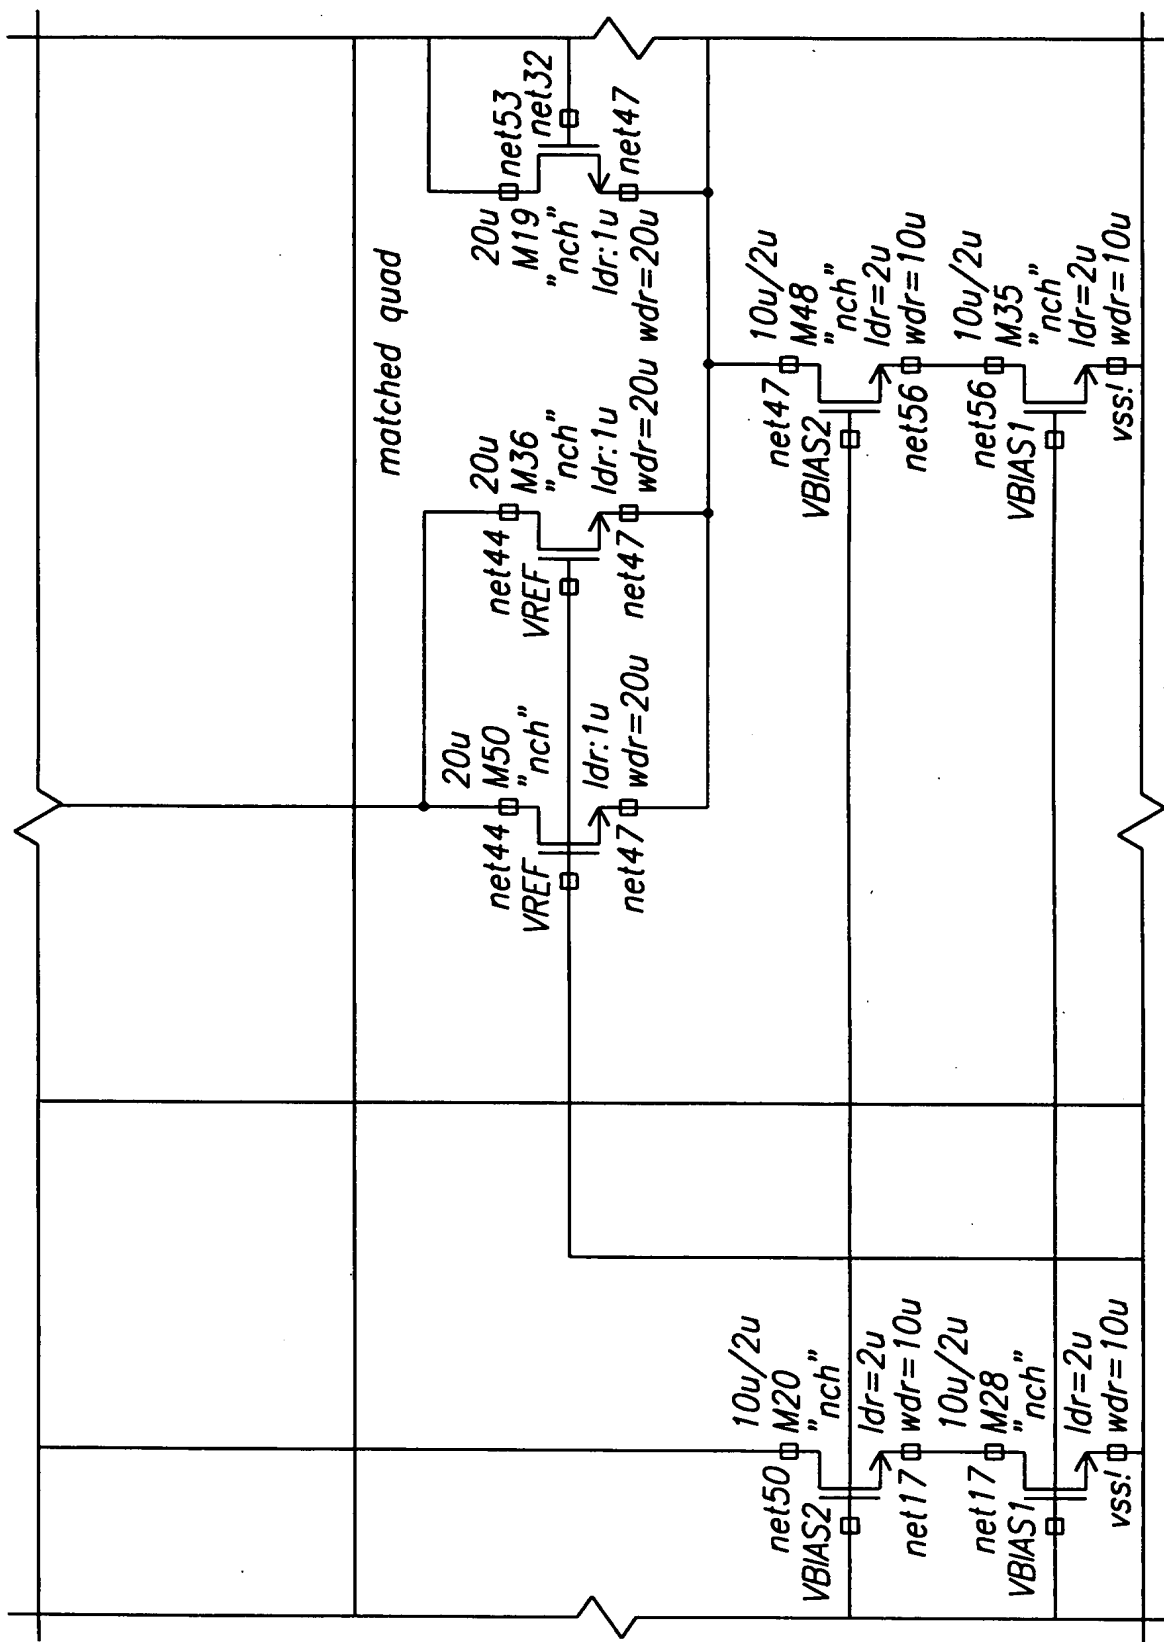 matched quad
20u
M50
"nch"
net44
VREF
ldr:1u
wdr=20u
net47
20u
M36
"nch"
net44
VREF
ldr:1u
wdr=20u
net47
20u
M19
"nch"
net53
net32
ldr:1u
wdr=20u
net47
10u/2u
M20
"nch"
net50
VBIAS2
ldr=2u
wdr=10u
net17
10u/2u
M28
"nch"
net17
VBIAS1
ldr=2u
wdr=10u
vss!
10u/2u
M48
"nch"
net47
VBIAS2
ldr=2u
wdr=10u
net56
10u/2u
M35
"nch"
net56
VBIAS1
ldr=2u
wdr=10u
vss!